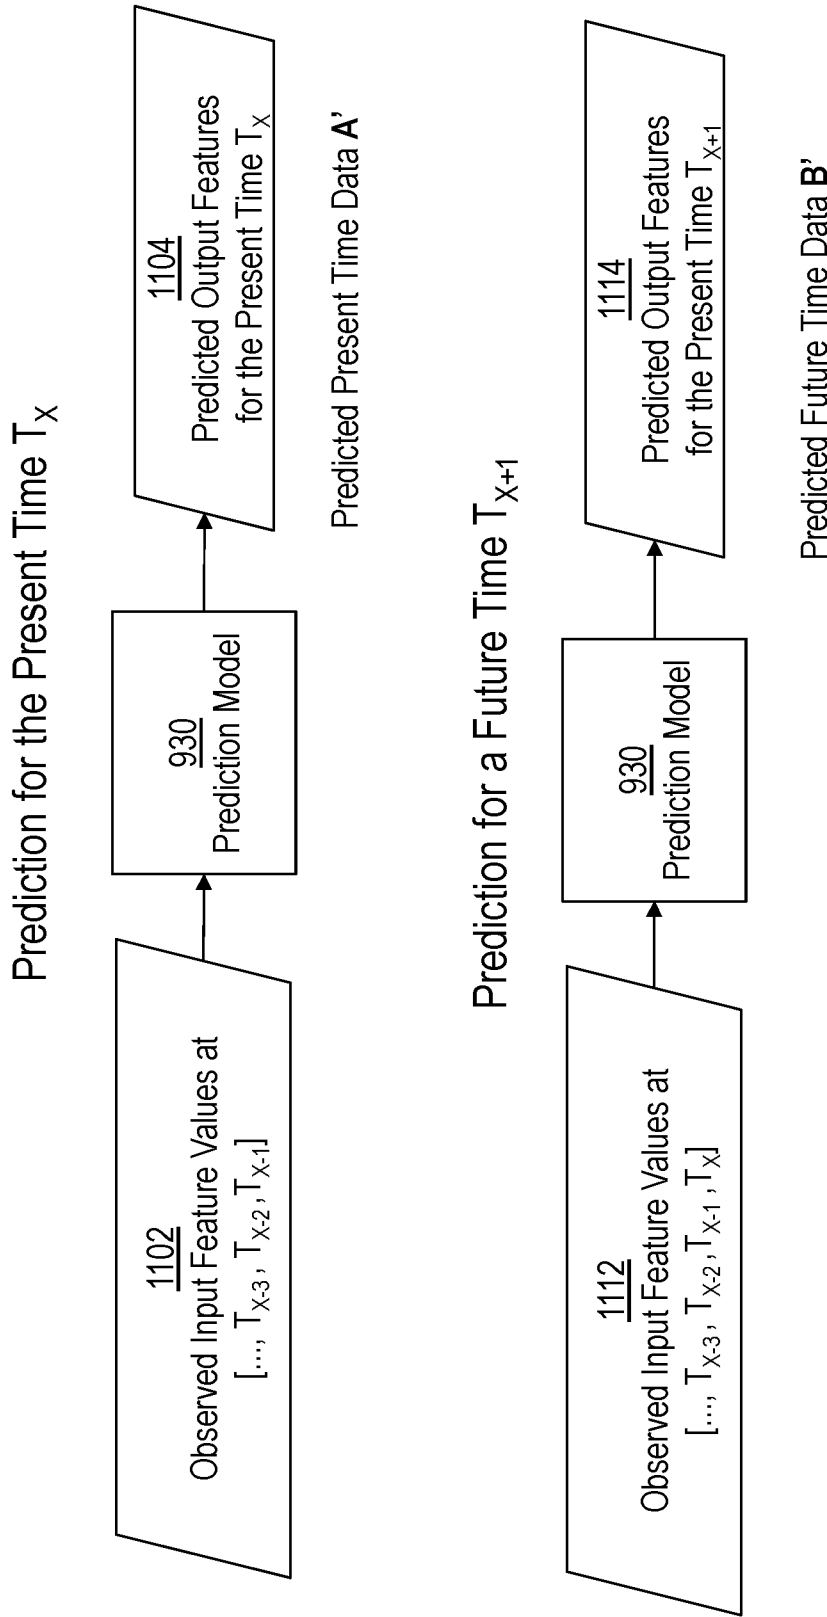 Prediction for the Present Time T_X
1102
Observed Input Feature Values at
[..., T_X-3 , T_X-2 , T_X-1]
930
Prediction Model
1104
Predicted Output Features
for the Present Time T_X
Predicted Present Time Data A'
Prediction for a Future Time T_X+1
1112
Observed Input Feature Values at
[..., T_X-3 , T_X-2 , T_X-1 , T_X]
930
Prediction Model
1114
Predicted Output Features
for the Present Time T_X+1
Predicted Future Time Data B'